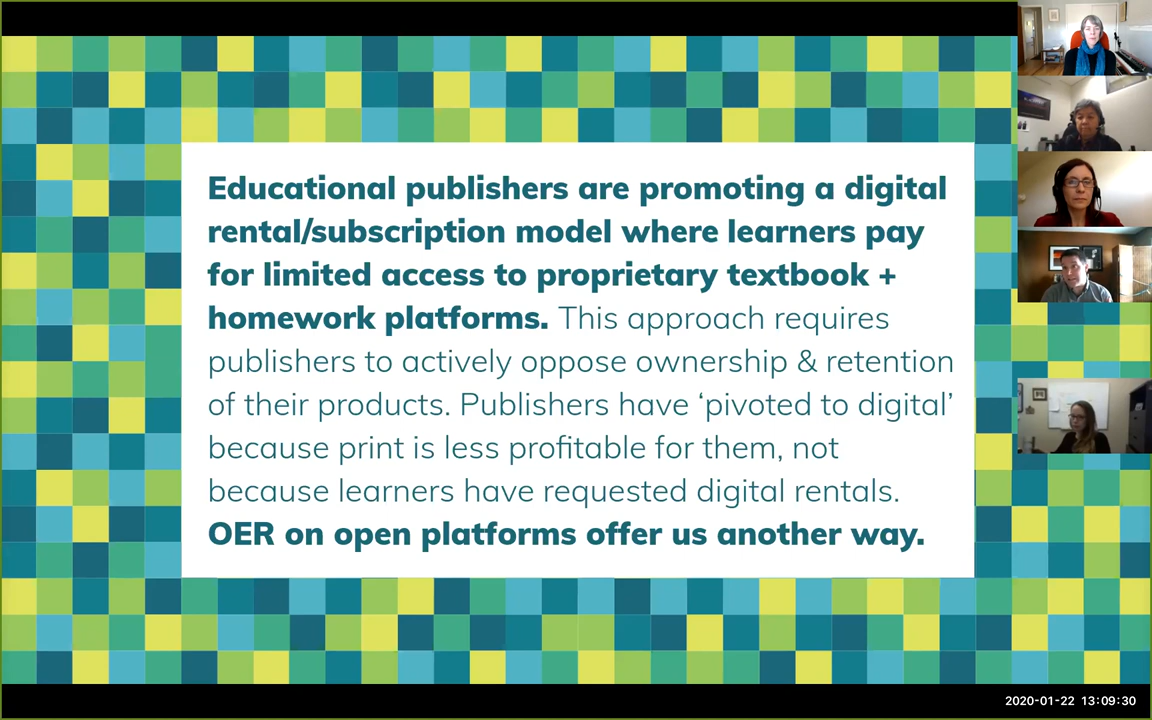 Educational publishers are promoting a digital
rental/subscription model where learners pay
for limited access to proprietary textbook +
homework platforms. This approach requires
publishers to actively oppose ownership & retention
of their products. Publishers have ‘pivoted to digital’
because print is less profitable for them, not
because learners have requested digital rentals.
OER on open platforms offer us another way.
2020-01-22 13:09:30